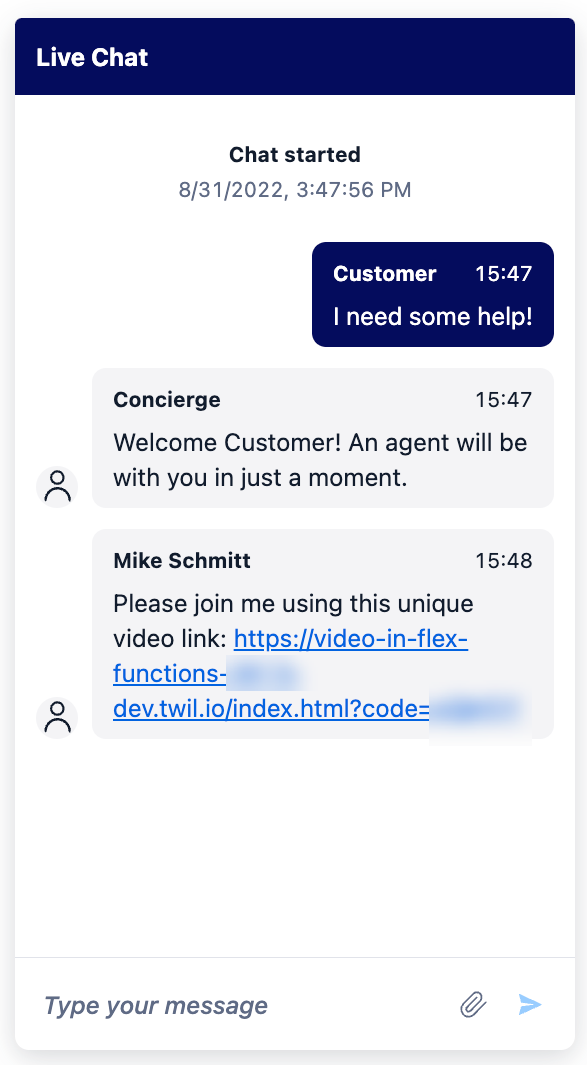 Live Chat
Chat started
8/31/2022, 3:47:56 PM
Customer 15:47
I need some help!
Concierge 15:47
Welcome Customer! An agent will be
with you in just a moment.
Mike Schmitt 15:48
Please join me using this unique
video link: https://video-in-flex-
functions-
dev.twil.io/index.html?code=
Type your message